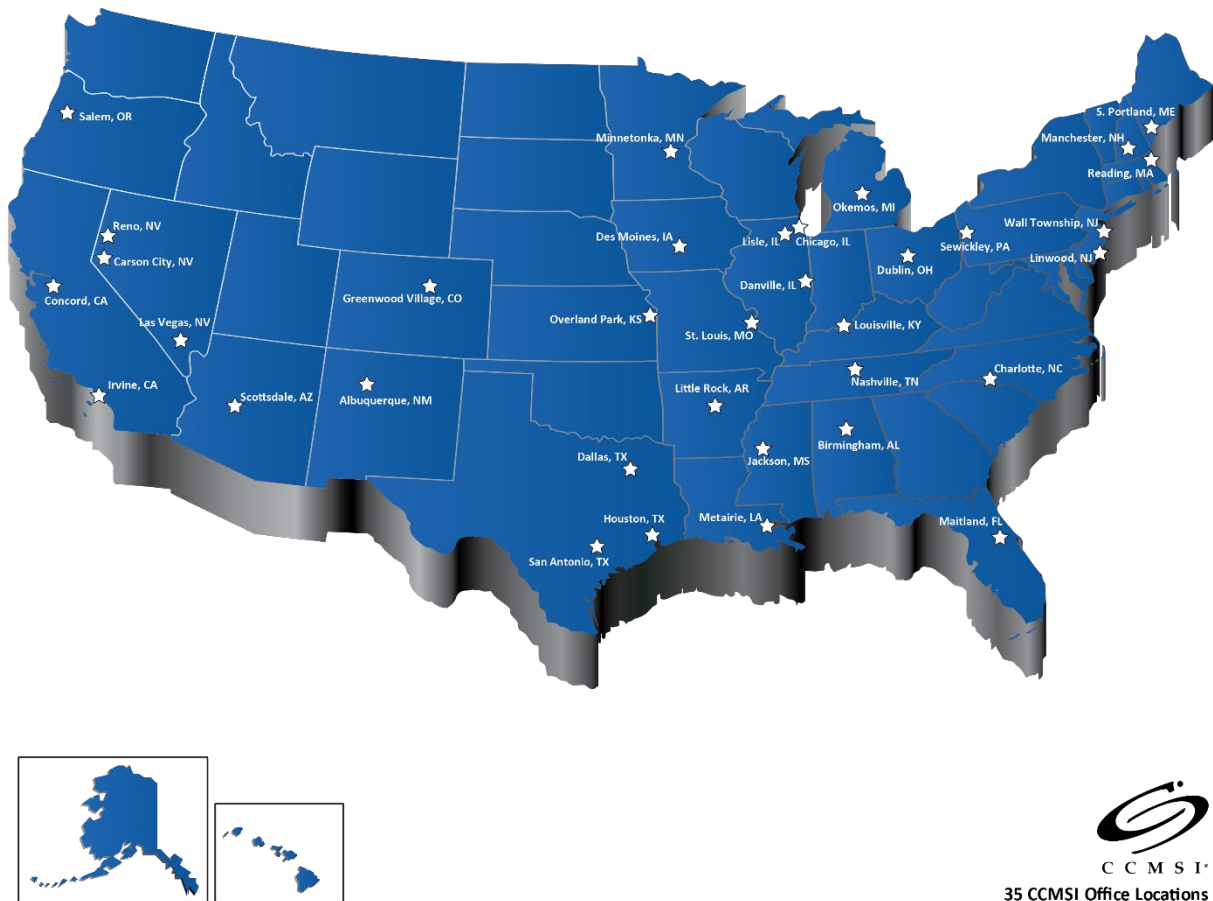 S. Portland, ME
Salem, OR
Minnetonka, MN
Manchester, NH
Reading, MA
Okemos, MI
Reno, NV
Wall Township, NJ
Des Moines, IA
Lisle, IL
Chicago, IL
Sewickley, PA
Carson City, NV
Linwood, NJ
Dublin, OH
Concord, CA
Greenwood Village, CO
Danville, IL
Las Vegas, NV
Overland Park, KS
St. Louis, MO
Louisville, KY
Irvine, CA
Scottsdale, AZ
Albuquerque, NM
Little Rock, AR
Nashville, TN
Charlotte, NC
Birmingham, AL
Dallas, TX
Jackson, MS
Houston, TX
Metairie, LA
Maitland, FL
San Antonio, TX
CCMSI
35 CCMSI Office Locations